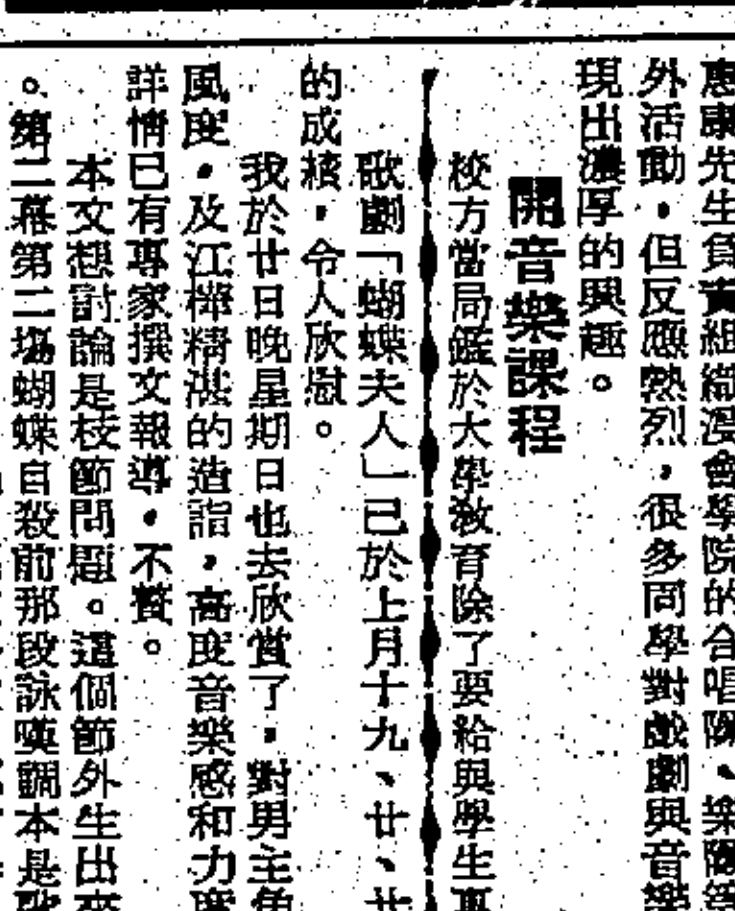 惠康先生負責組織浸會學院的合唱隊、樂隊等
外活動，但反應熱烈，很多同學對戲劇與音樂
現出濃厚的興趣。
開音樂課程
校方當局鑑於大學教育除了要給與學生專
歌劇「蝴蝶夫人」已於上月十九、廿、廿
的成績，令人欣慰。
我於廿日晚星期日也去欣賞了，對男主角
風度，及江樺精湛的造詣，高度音樂感和力度
詳情已有專家撰文報導，不贅。
本文想討論是枝節問題。這個節外生出來
。第二幕第二場蝴蝶自殺前那段詠嘆調本是歌